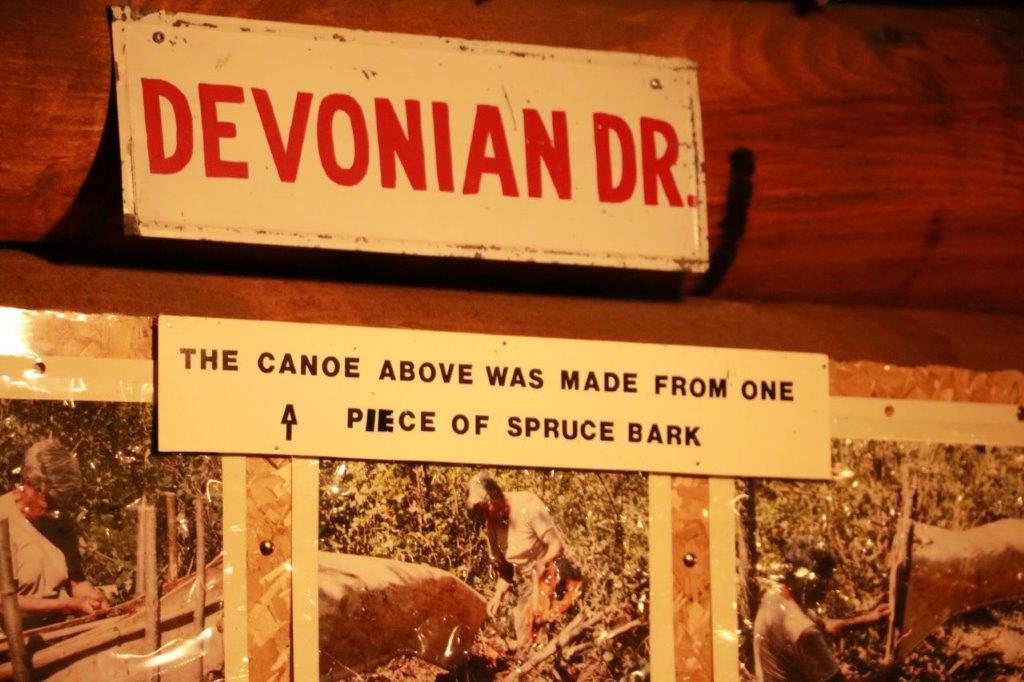 DEVONIAN DR.
THE CANOE ABOVE WAS MADE FROM ONE
PIECE OF SPRUCE BARK